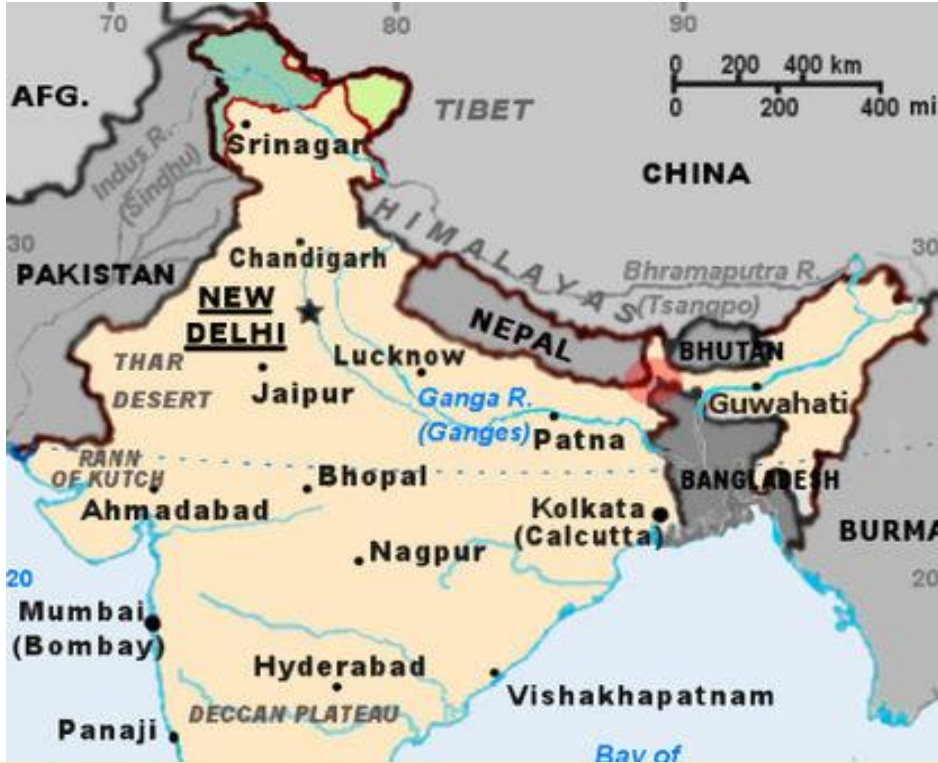 70
80
90
0 200 400 km
0 200 400 mi
AFG.
TIBET
CHINA
Srinagar
Indus R.
(Sindhu)
HIMALAYAS
30
30
Chandigarh
PAKISTAN
Bhramaputra R.
(Tsangpo)
NEW
DELHI
NEPAL
BHUTAN
THAR
DESERT
Lucknow
Jaipur
Ganga R.
(Ganges)
Guwahati
Patna
RANN
OF KUTCH
Bhopal
BANGLADESH
Ahmadabad
Kolkata
(Calcutta)
BURMA
Nagpur
20
20
Mumbai
(Bombay)
Hyderabad
Vishakhapatnam
DECCAN PLATEAU
Panaji
Bay of